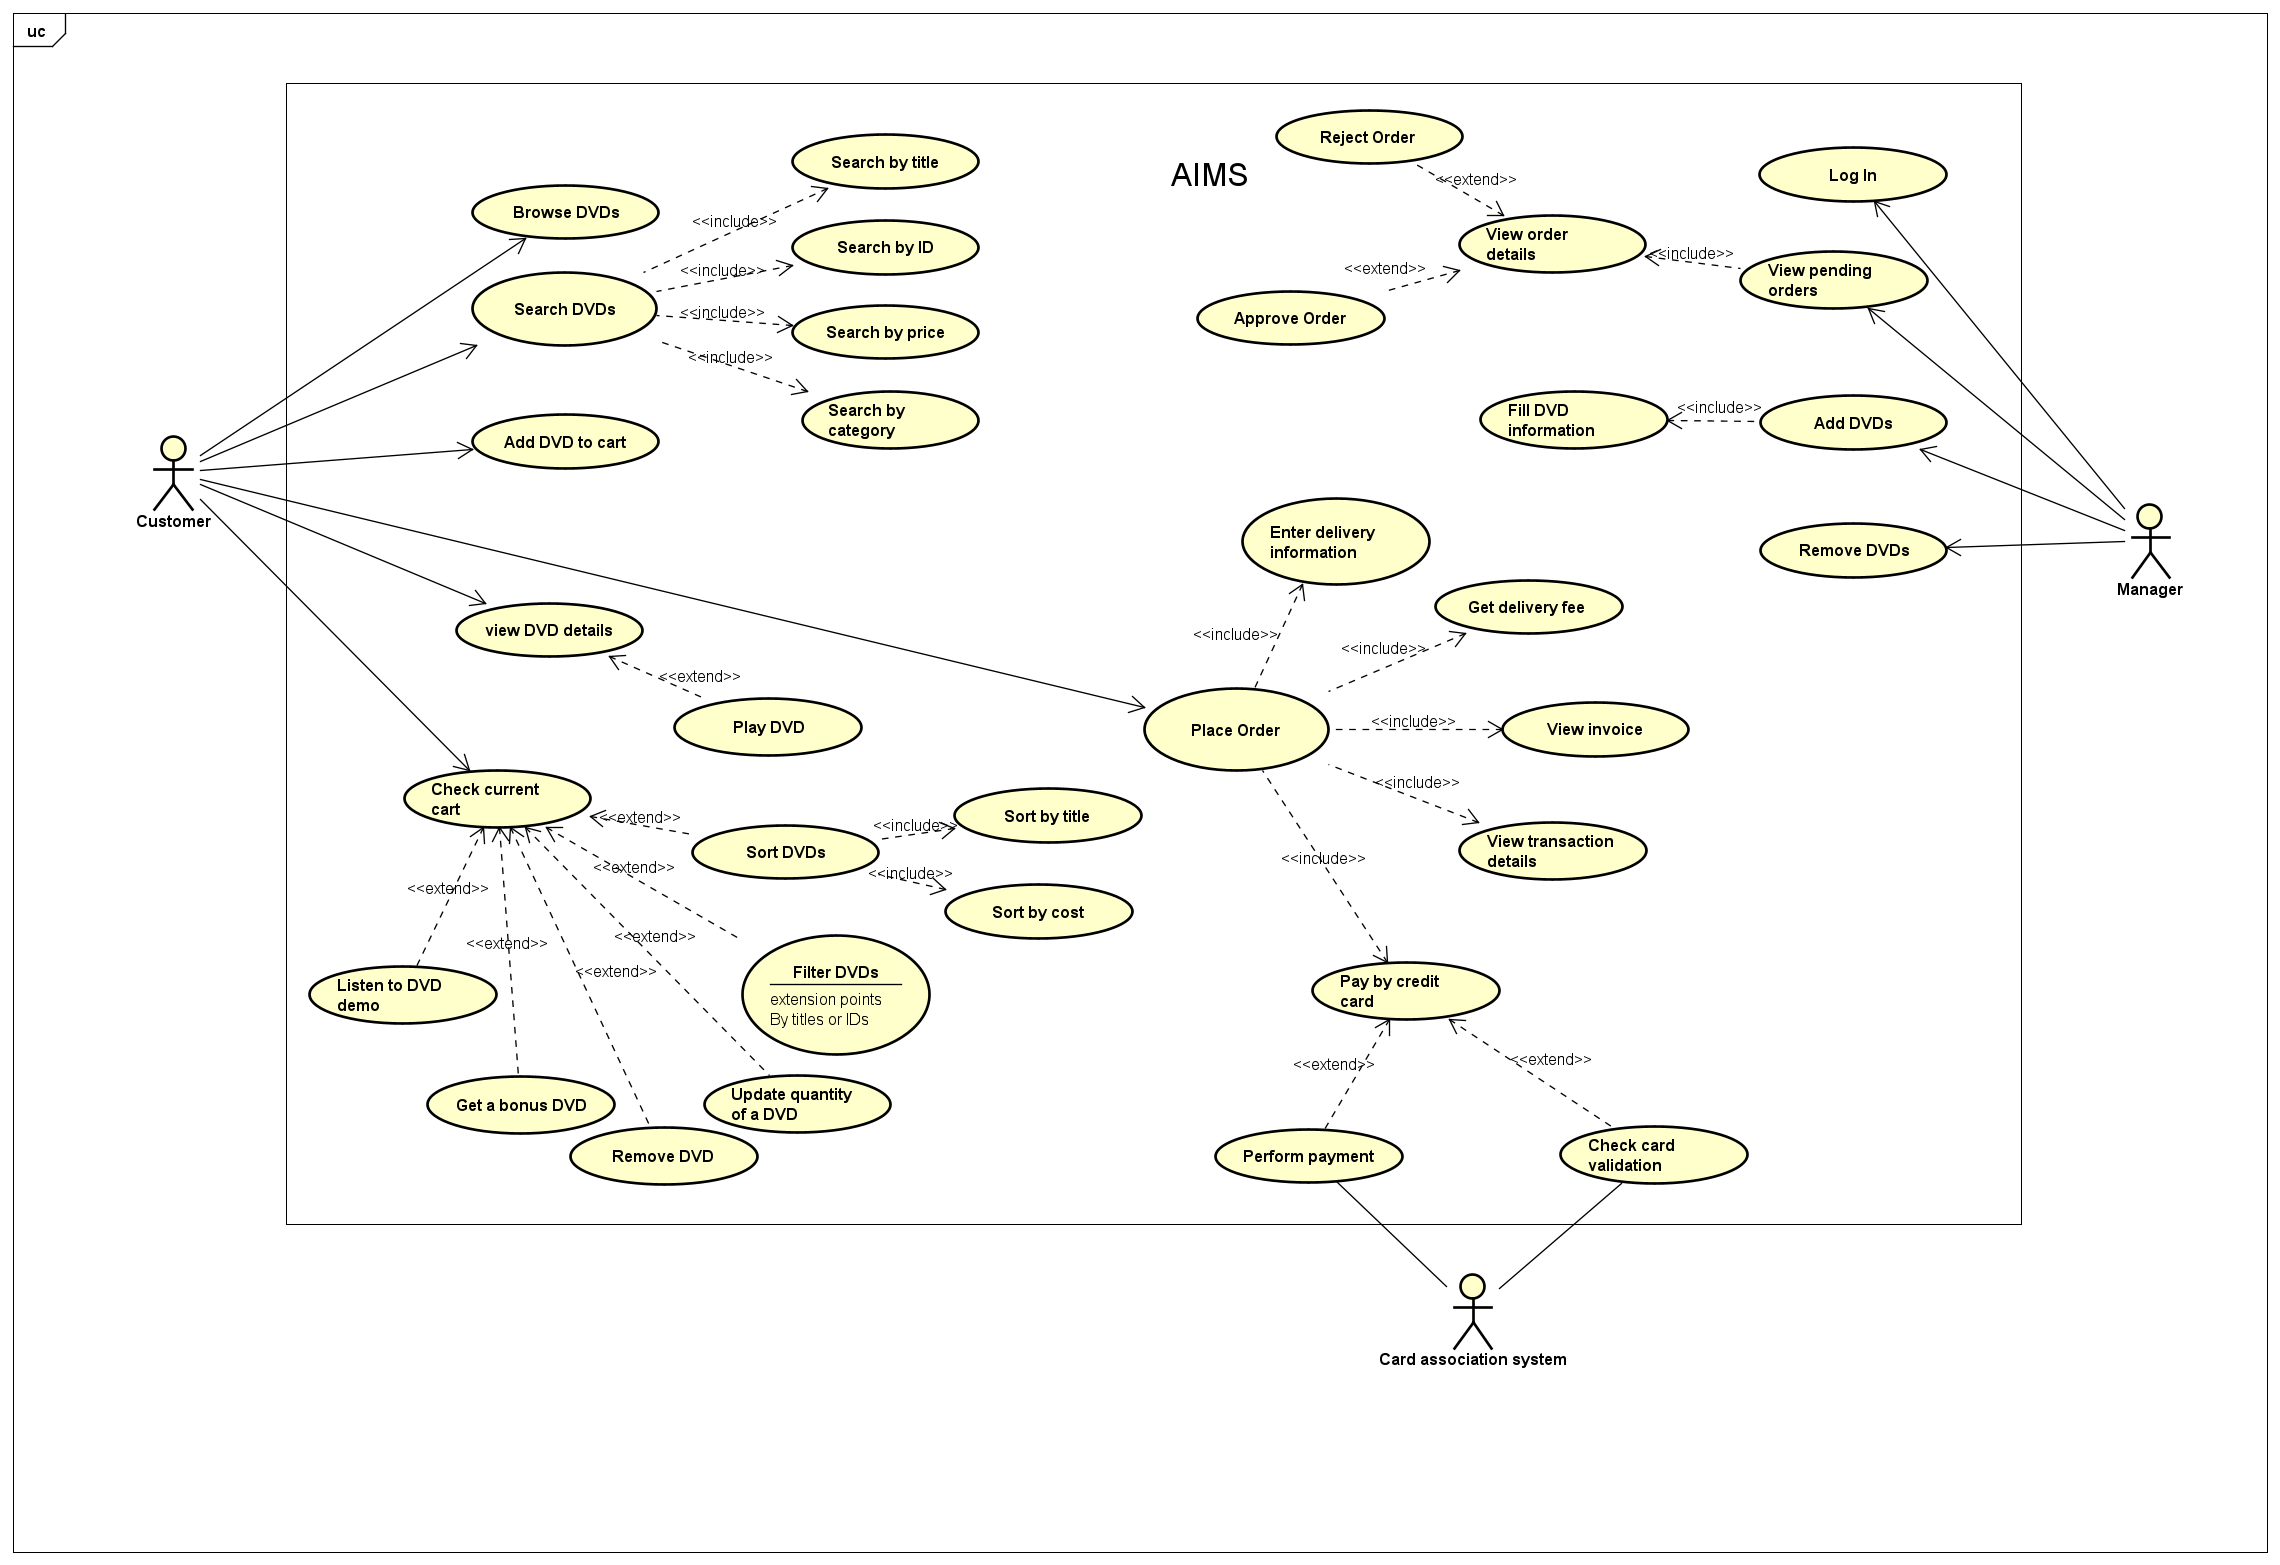 uc
AIMS
Reject Order
Search by title
Log In
<<extend>>
Browse DVDs
<<include>>
View order
details
Search by ID
<<include>>
<<include>>
<<extend>>
View pending
orders
Search DVDs
<<include>>
Approve Order
Search by price
<<include>>
Search by
category
Fill DVD
information
<<include>>
Add DVDs
Add DVD to cart
Customer
Enter delivery
information
Remove DVDs
Manager
Get delivery fee
view DVD details
<<include>>
<<include>>
<<extend>>
Play DVD
Place Order
<<include>>
View invoice
Check current
cart
<<include>>
<<extend>>
Sort by title
<<include>>
Sort DVDs
View transaction
details
<<include>>
<<extend>>
<<include>>
<<extend>>
Sort by cost
<<extend>>
<<extend>>
<<extend>>
Filter DVDs
extension points
By titles or IDs
Listen to DVD
demo
Pay by credit
card
<<extend>>
<<extend>>
Get a bonus DVD
Update quantity
of a DVD
Remove DVD
Perform payment
Check card
validation
Card association system